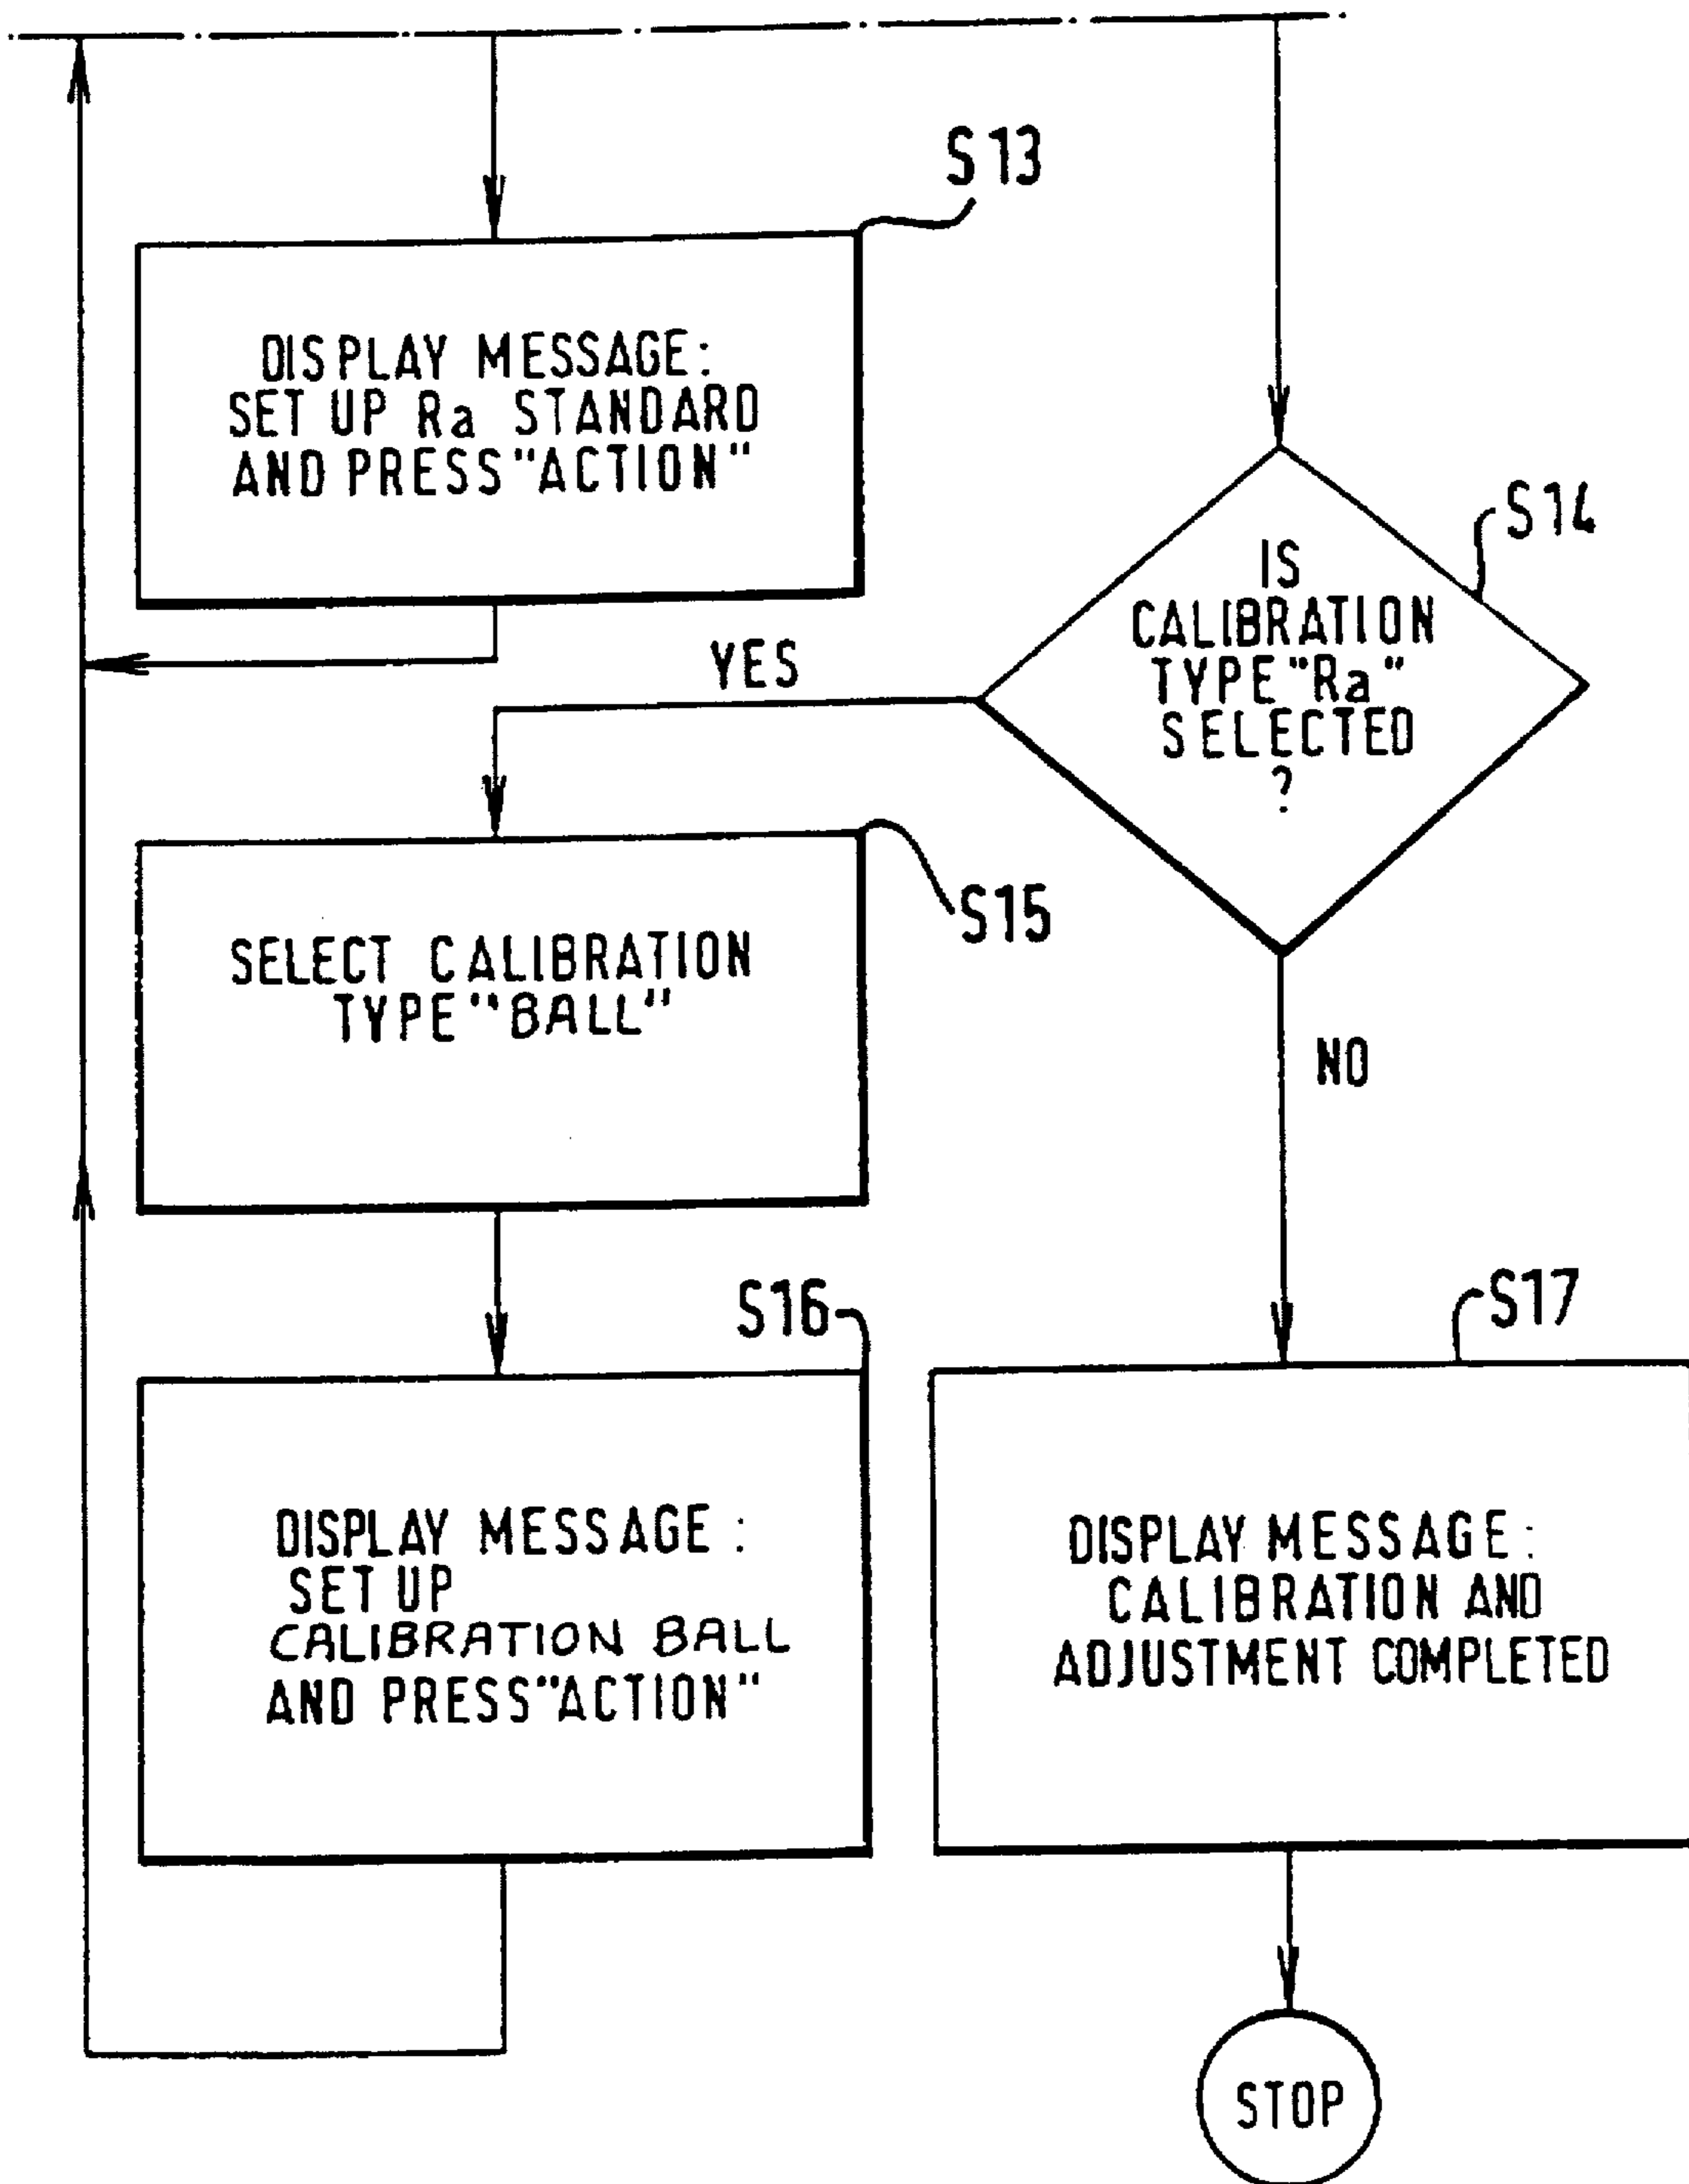 S13
DISPLAY MESSAGE:
SET UP Ra STANDARD
AND PRESS "ACTION"
S14
IS
CALIBRATION
TYPE "Ra"
SELECTED
?
YES
NO
S15
SELECT CALIBRATION
TYPE "BALL"
S16
DISPLAY MESSAGE :
SET UP
CALIBRATION BALL
AND PRESS "ACTION"
S17
DISPLAY MESSAGE :
CALIBRATION AND
ADJUSTMENT COMPLETED
STOP